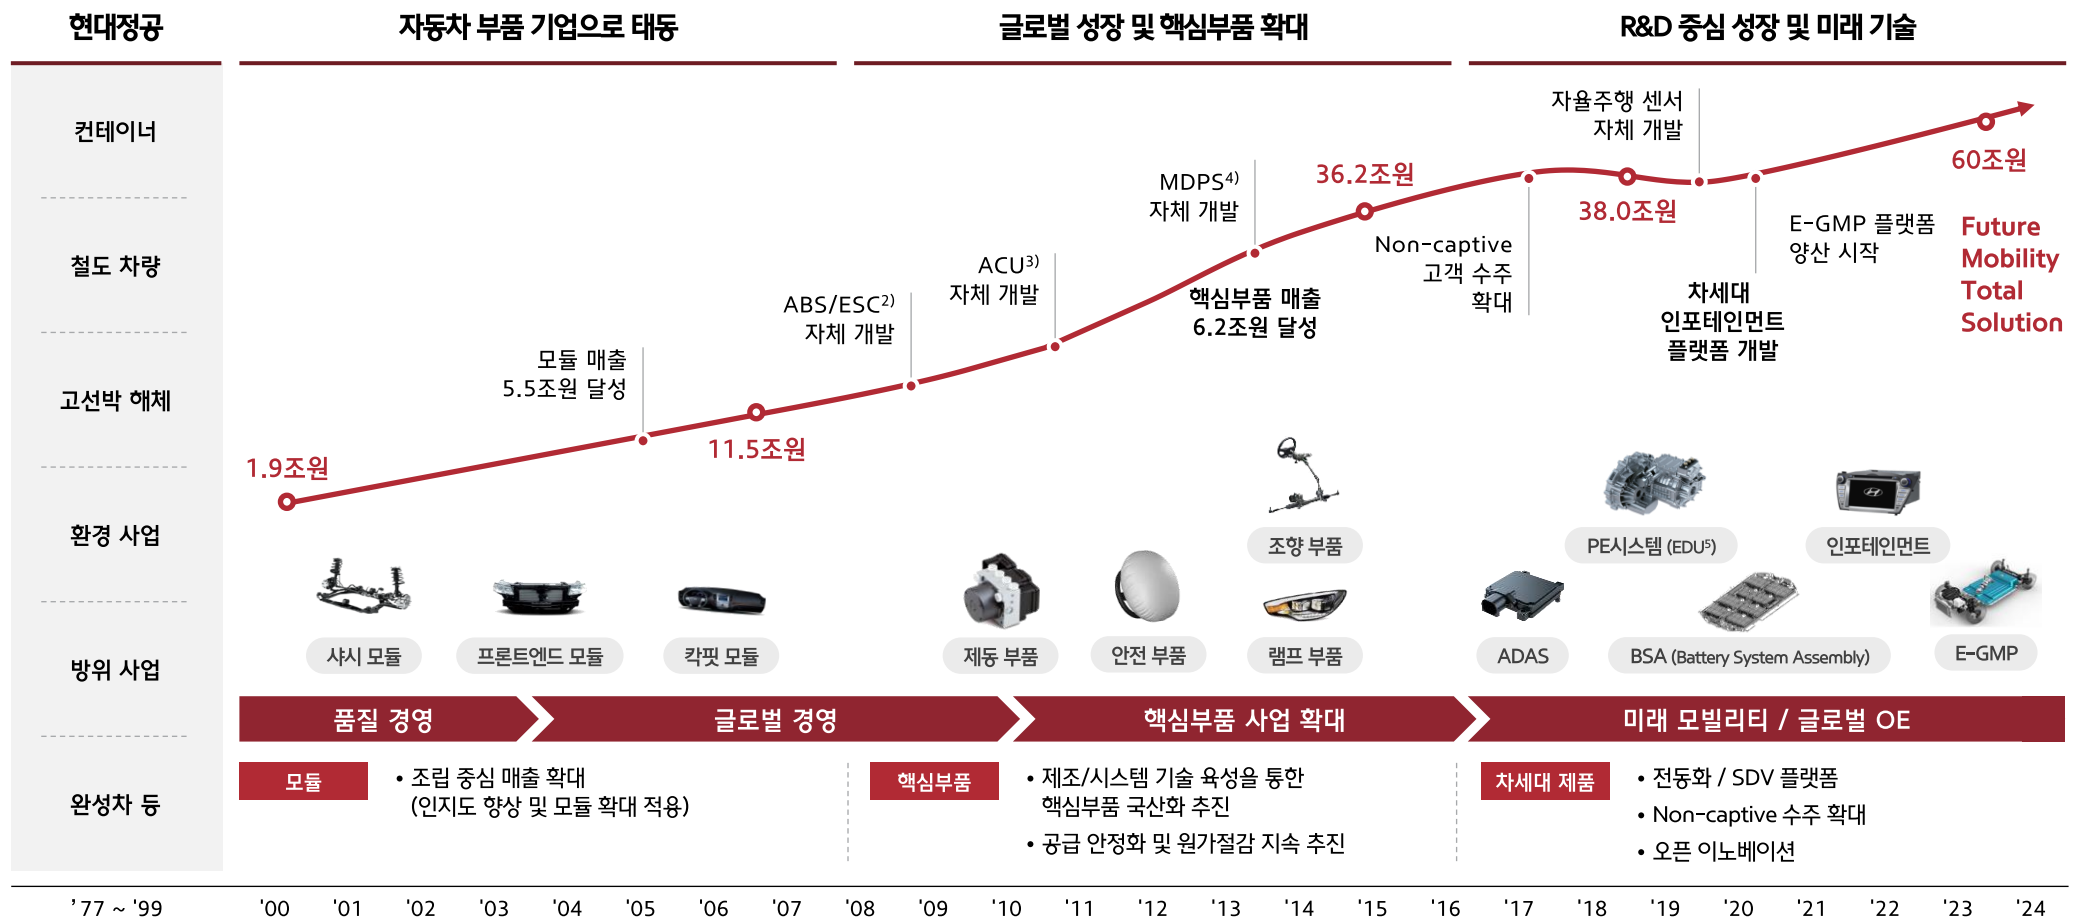 현대정공
자동차 부품 기업으로 태동
글로벌 성장 및 핵심부품 확대
R&D 중심 성장 및 미래 기술
컨테이너
철도 차량
고선박 해체
환경 사업
방위 사업
완성차 등
1.9조원
모듈 매출
5.5조원 달성
11.5조원
ABS/ESC2)
자체 개발
ACU3)
자체 개발
MDPS4)
자체 개발
핵심부품 매출
6.2조원 달성
36.2조원
Non-captive
고객 수주
확대
38.0조원
자율주행 센서
자체 개발
차세대
인포테인먼트
플랫폼 개발
E-GMP 플랫폼
양산 시작
60조원
Future
Mobility
Total
Solution
샤시 모듈
프론트엔드 모듈
칵핏 모듈
제동 부품
안전 부품
조향 부품
램프 부품
PE시스템 (EDU5)
인포테인먼트
ADAS
BSA (Battery System Assembly)
E-GMP
품질 경영
글로벌 경영
핵심부품 사업 확대
미래 모빌리티 / 글로벌 OE
모듈
• 조립 중심 매출 확대
(인지도 향상 및 모듈 확대 적용)
핵심부품
• 제조/시스템 기술 육성을 통한
핵심부품 국산화 추진
• 공급 안정화 및 원가절감 지속 추진
차세대 제품
• 전동화 / SDV 플랫폼
• Non-captive 수주 확대
• 오픈 이노베이션
’77 ~ '99
'00 '01 '02 '03 '04 '05 '06 '07 '08 '09 '10 '11 '12 '13 '14 '15 '16 '17 '18 '19 '20 '21 '22 '23 '24